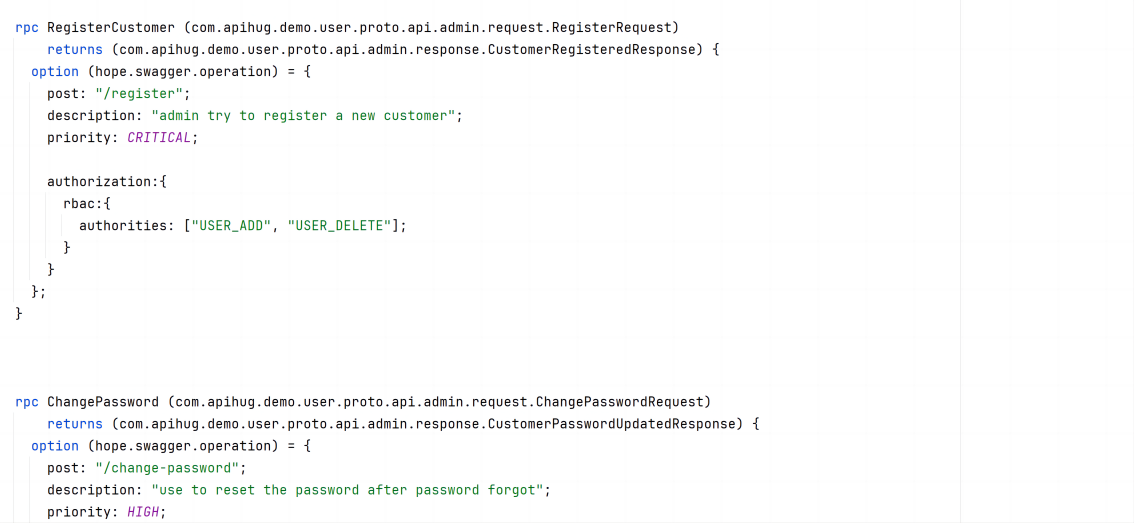 rpc RegisterCustomer (com.apihug.demo.user.proto.api.admin.request.RegisterRequest)
    returns (com.apihug.demo.user.proto.api.admin.response.CustomerRegisteredResponse) {
  option (hope.swagger.operation) = {
    post: "/register";
    description: "admin try to register a new customer";
    priority: CRITICAL;
    authorization:{
      rbac:{
        authorities: ["USER_ADD", "USER_DELETE"];
      }
    }
  };
}
rpc ChangePassword (com.apihug.demo.user.proto.api.admin.request.ChangePasswordRequest)
    returns (com.apihug.demo.user.proto.api.admin.response.CustomerPasswordUpdatedResponse) {
  option (hope.swagger.operation) = {
    post: "/change-password";
    description: "use to reset the password after password forgot";
    priority: HIGH;